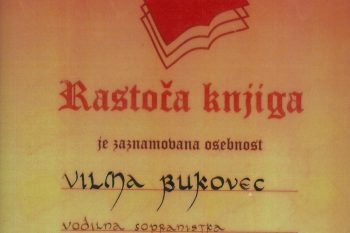 Rastoča knjiga
je zaznamovana osebnost
VILMA BUKOVEC
vodilna sopranistka